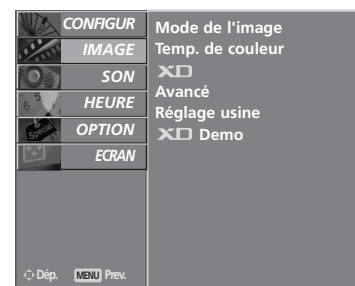 CONFIGUR
IMAGE
SON
HEURE
OPTION
ECRAN
Dép. MENU Prev.
Mode de l'image
Temp. de couleur
XD
Avancé
Réglage usine
XD Demo